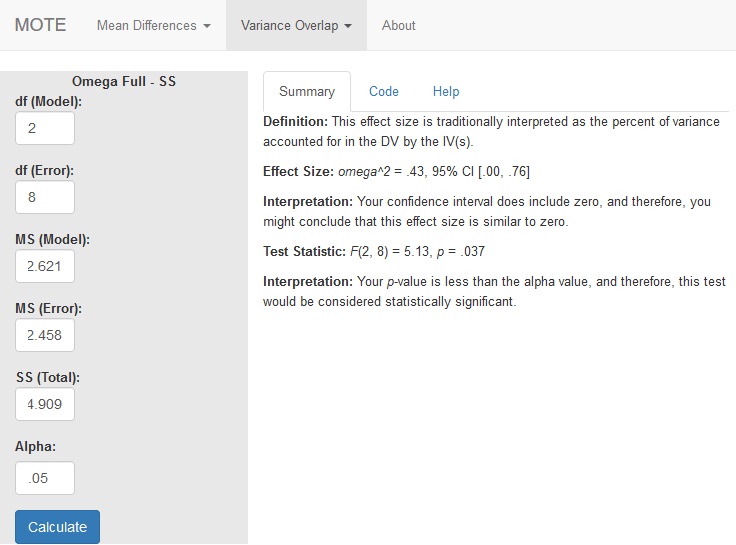 MOTE Mean Differences Variance Overlap About
Omega Full - SS
df (Model):
2
df (Error):
8
MS (Model):
2.621
MS (Error):
2.458
SS (Total):
4.909
Alpha:
.05
Calculate
Summary Code Help
Definition: This effect size is traditionally interpreted as the percent of variance
accounted for in the DV by the IV(s).
Effect Size: omega^2 = .43, 95% CI [.00, .76]
Interpretation: Your confidence interval does include zero, and therefore, you
might conclude that this effect size is similar to zero.
Test Statistic: F(2, 8) = 5.13, p = .037
Interpretation: Your p-value is less than the alpha value, and therefore, this test
would be considered statistically significant.